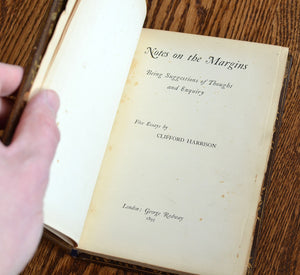 Notes on the Margins
Being Suggestions of Thought
and Enquiry
Five Essays by
CLIFFORD HARRISON
London: George Redway